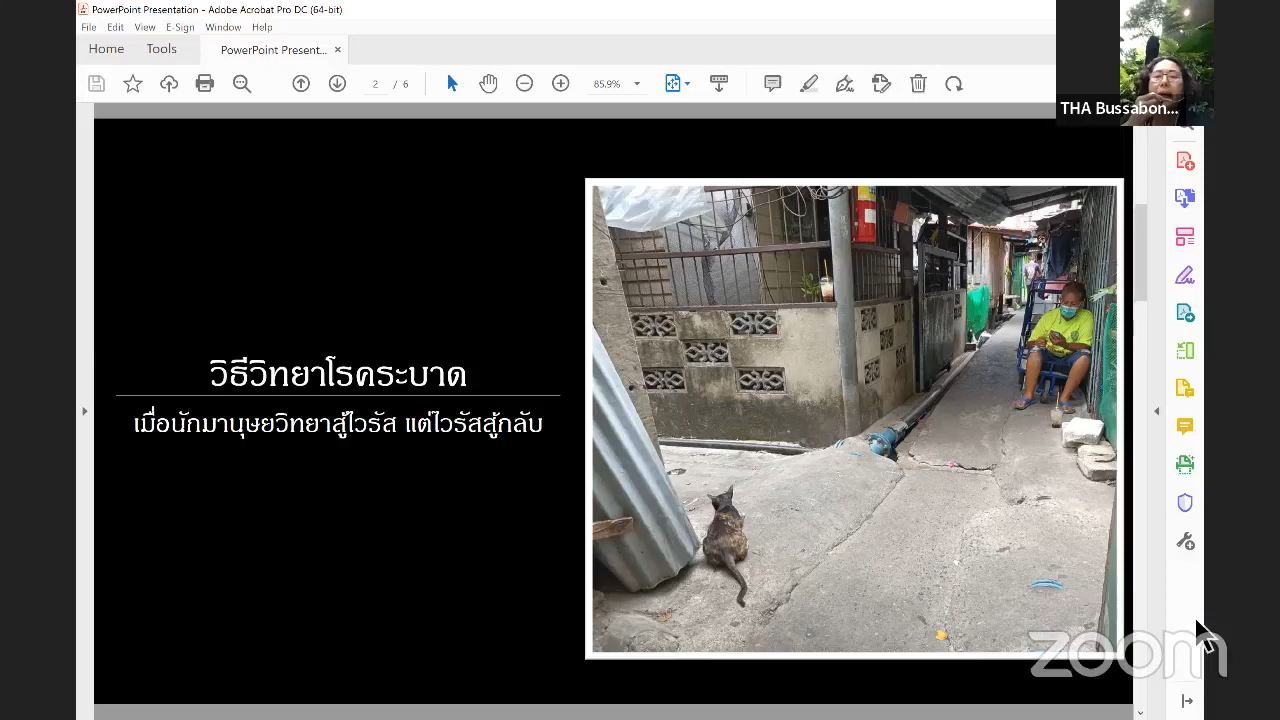 PowerPoint Presentation - Adobe Acrobat Pro DC (64-bit)
File Edit View E-Sign Window Help
Home Tools PowerPoint Present... ×
2 / 6 85.9%
THA Bussabon...
วิธีวิทยาโรคระบาด
เมื่อนักมานุษยวิทยาสู้ไวรัส แต่ไวรัสสู้กลับ
zoom